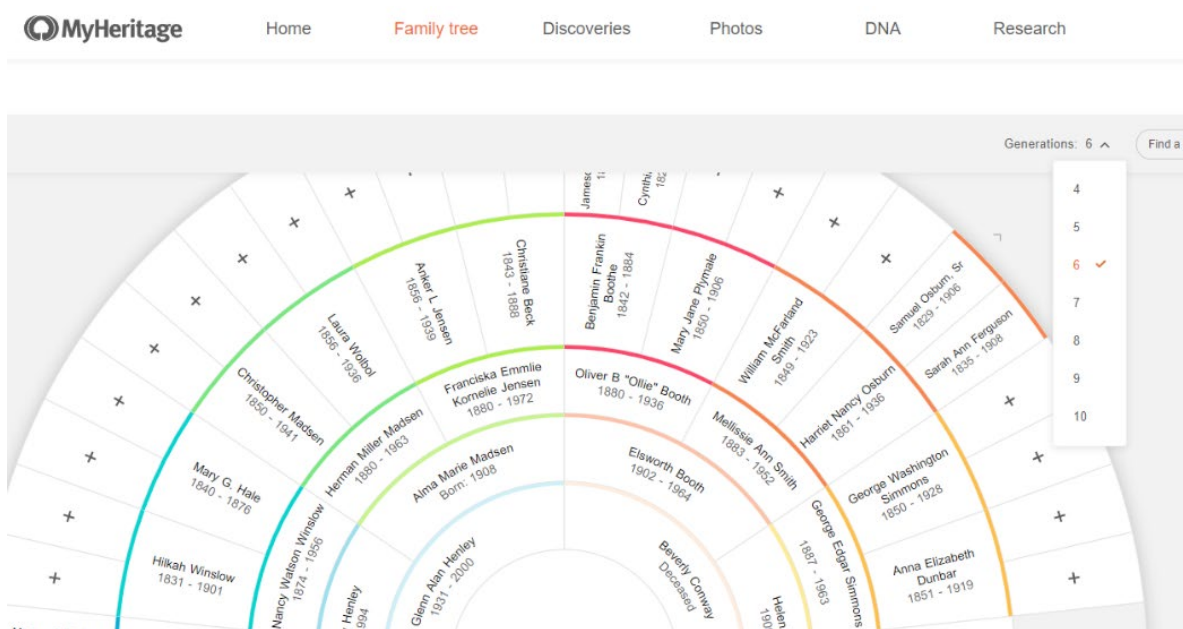 MyHeritage
Home
Family tree
Discoveries
Photos
DNA
Research
Generations: 6
Find a
4
5
6
7
8
9
10
Christiane Beck
1843 - 1888
Anker L Jensen
1856 - 1939
Laura Wolbol
1856 - 1936
Christopher Madsen
1850 - 1941
Mary G. Hale
1840 - 1876
Hilkah Winslow
1831 - 1901
Benjamin Frankin
Boothe
1842 - 1884
Mary Jane Plymale
1850 - 1906
William McFarland
Smith
1849 - 1923
Harriet Nancy Osburn
1861 - 1936
Samuel Osburn, Sr
1829 - 1906
Sarah Ann Ferguson
1835 - 1908
George Washington
Simmons
1850 - 1928
Anna Elizabeth
Dunbar
1851 - 1919
Nancy Watson Winslow
1874 - 1956
Herman Miller Madsen
1880 - 1963
Franciska Emmlie
Kornelie Jensen
1880 - 1972
Oliver B "Ollie" Booth
1880 - 1936
Mellissie Ann Smith
1883 - 1952
George Edgar Simmons
1887 - 1963
Henley
994
Alma Marie Madsen
Born: 1908
Elsworth Booth
1902 - 1964
Helen
Glenn Alan Henley
1931 - 2000
Beverly Conway
Deceased